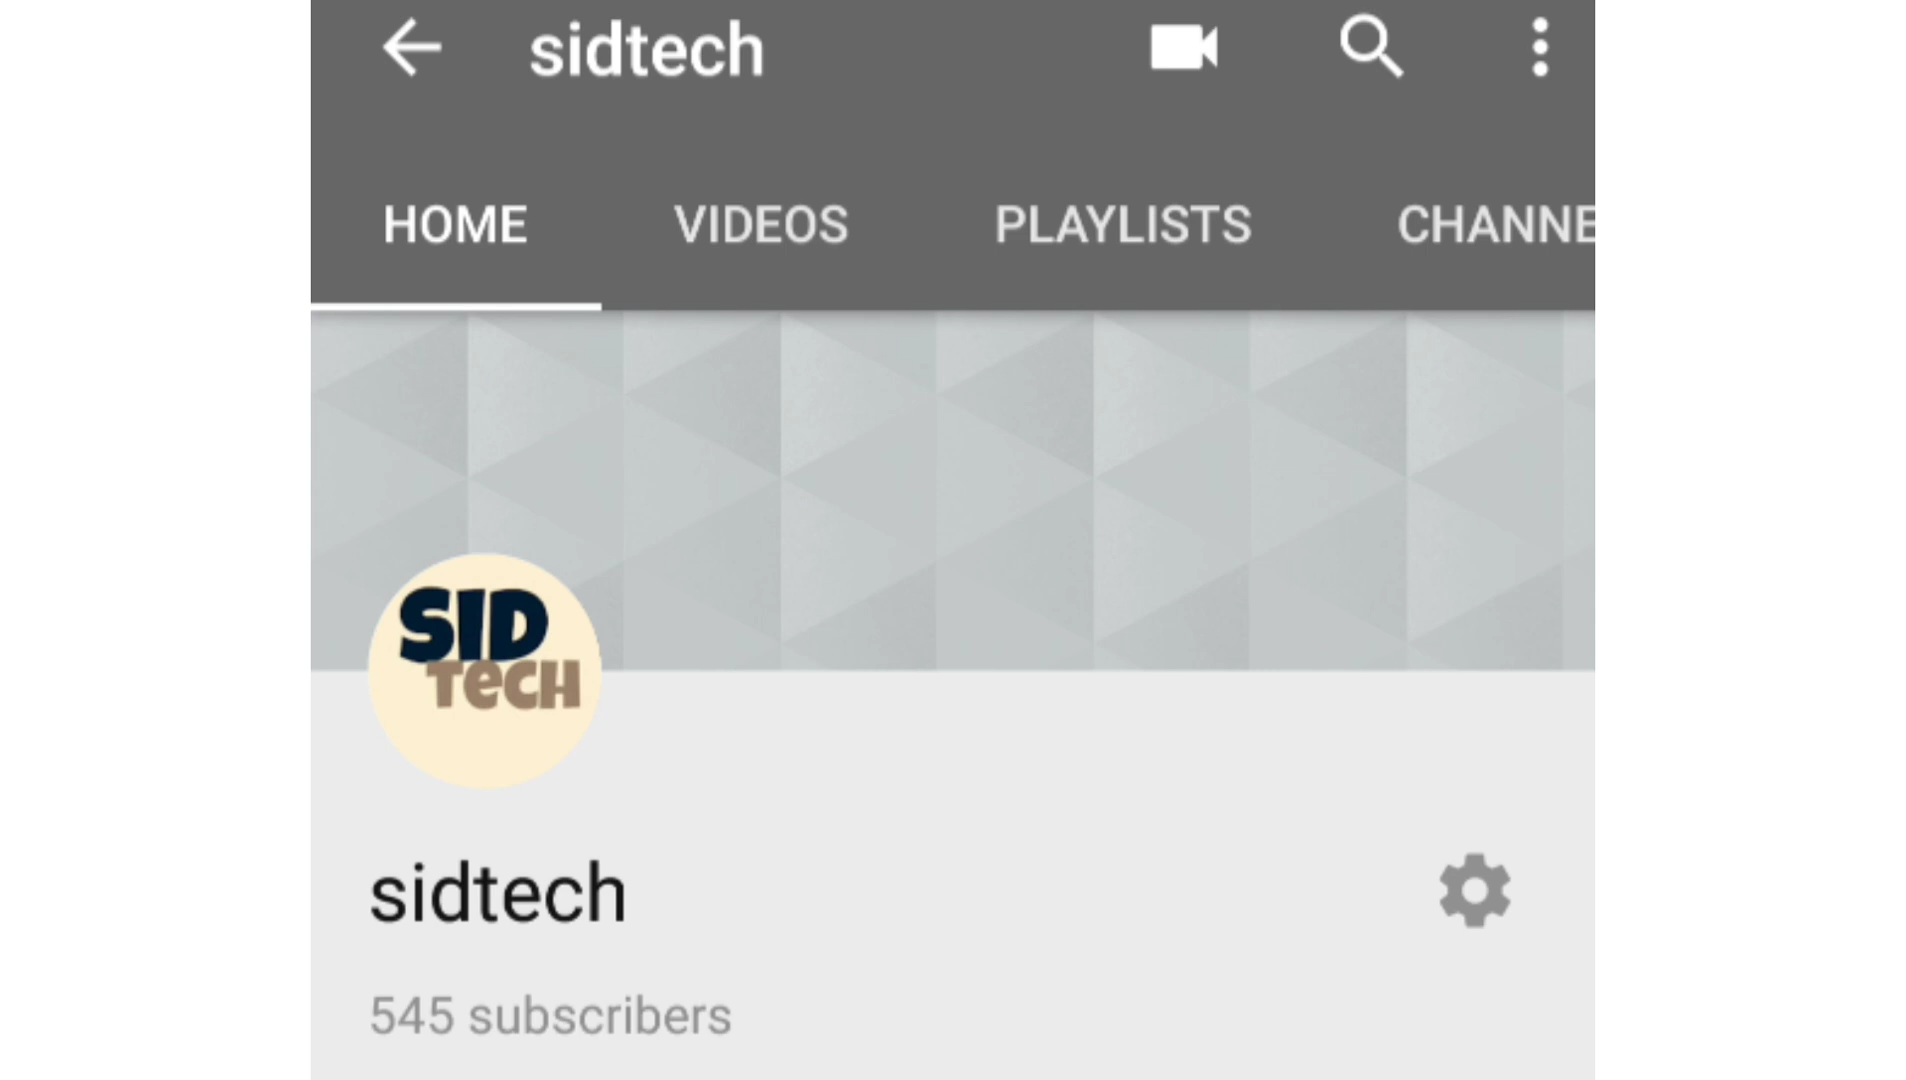 sidtech
HOME VIDEOS PLAYLISTS CHANNE
SID
TECH
sidtech
545 subscribers